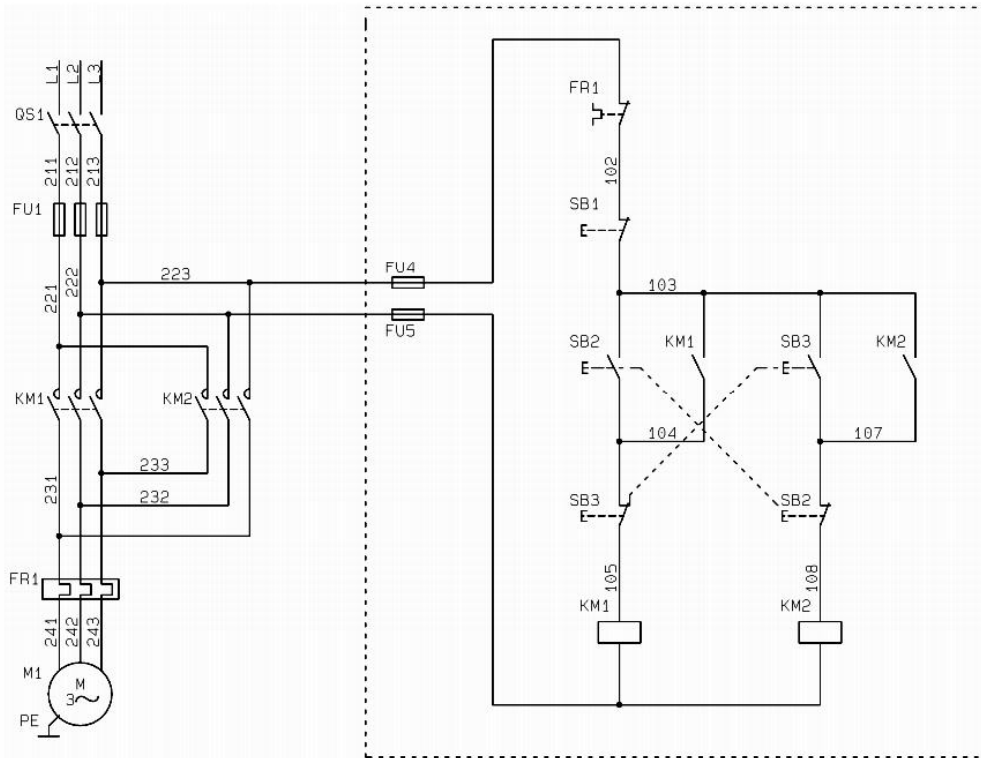 L1 L2 L3
QS1
211 212 213
FU1
221 222
223
FU4
FU5
KM1
KM2
233
232
231
FR1
241 242 243
M1
M
3~
PE
FR1
102
SB1
103
SB2
KM1
SB3
KM2
104
107
SB3
SB2
105
108
KM1
KM2